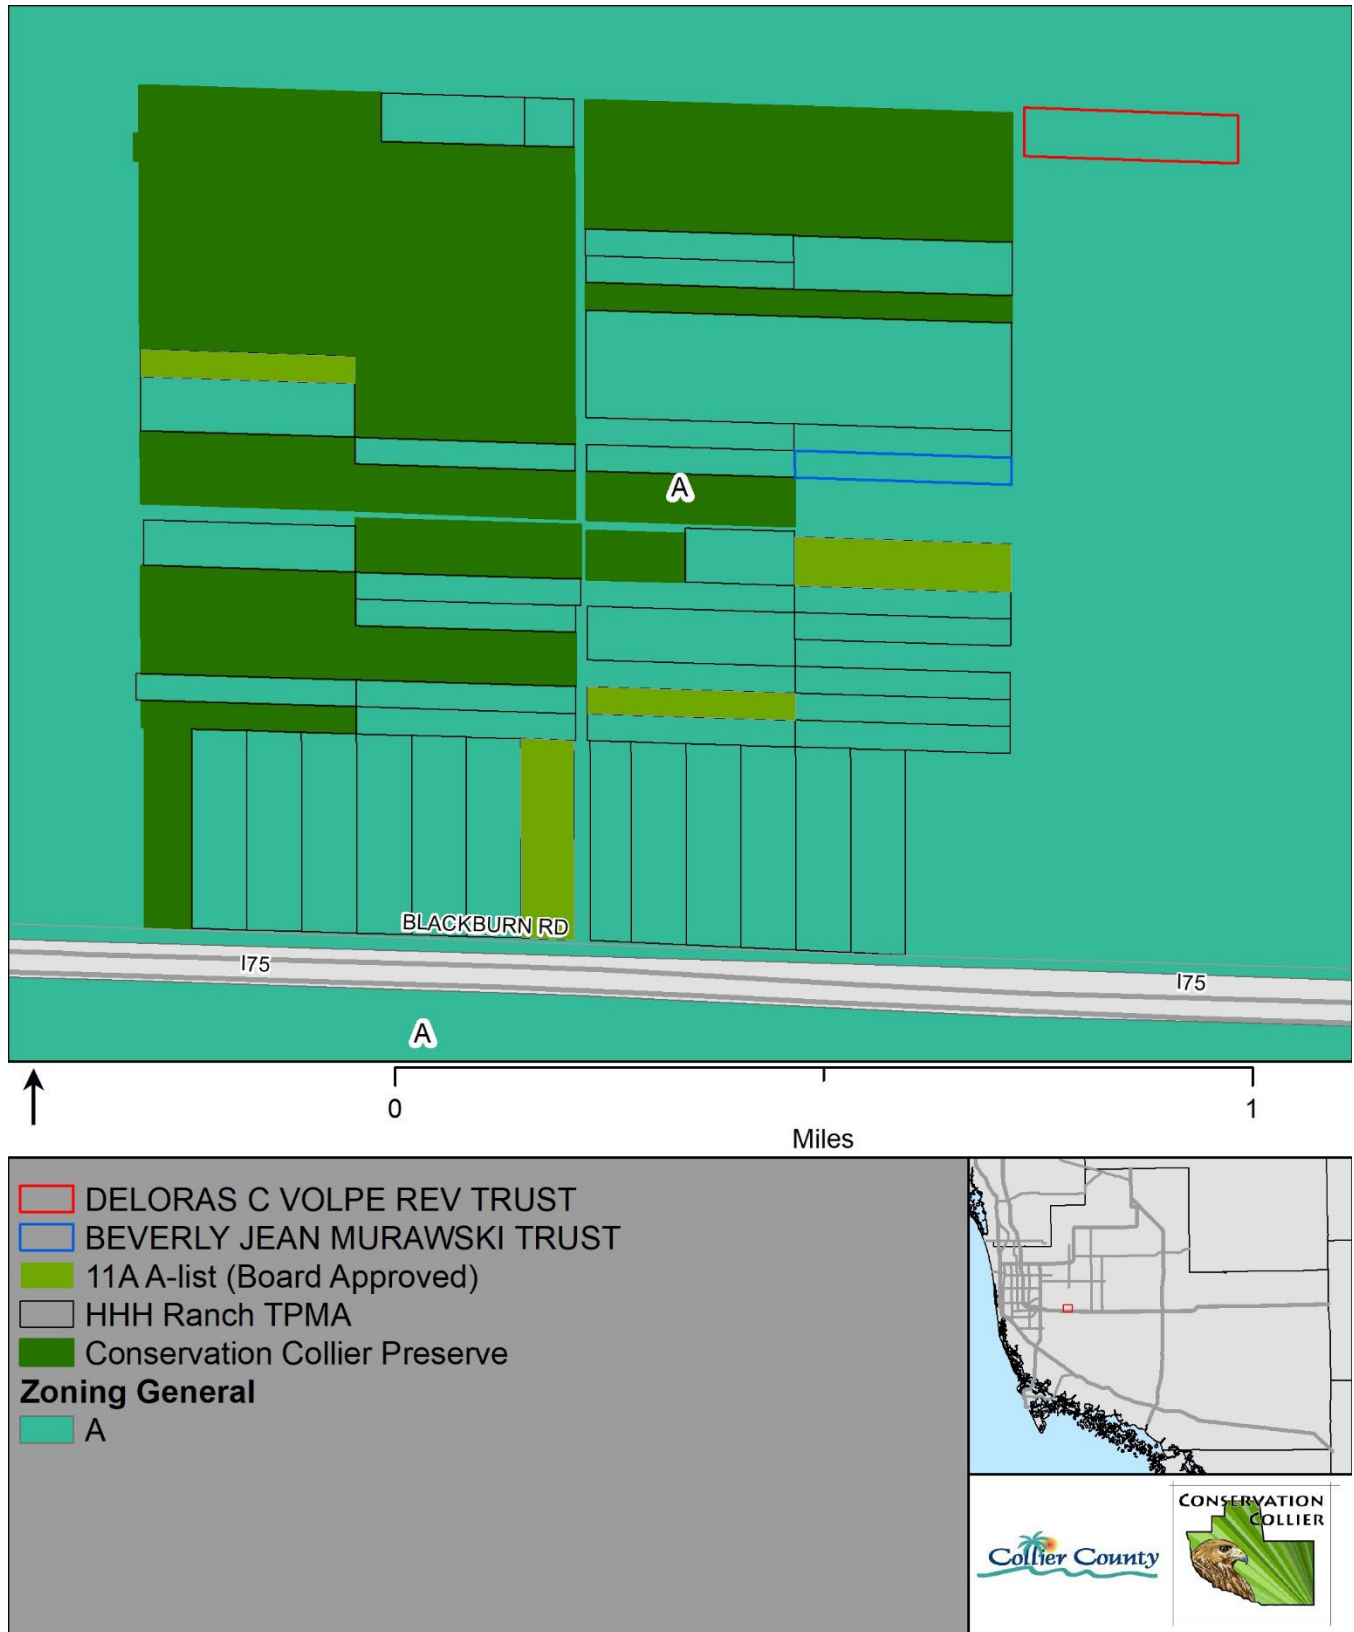 A
BLACKBURN RD
I75
I75
A
0
1
Miles
DELORAS C VOLPE REV TRUST
BEVERLY JEAN MURAWSKI TRUST
11A A-list (Board Approved)
HHH Ranch TPMA
Conservation Collier Preserve
Zoning General
A
Collier County
CONSERVATION
COLLIER